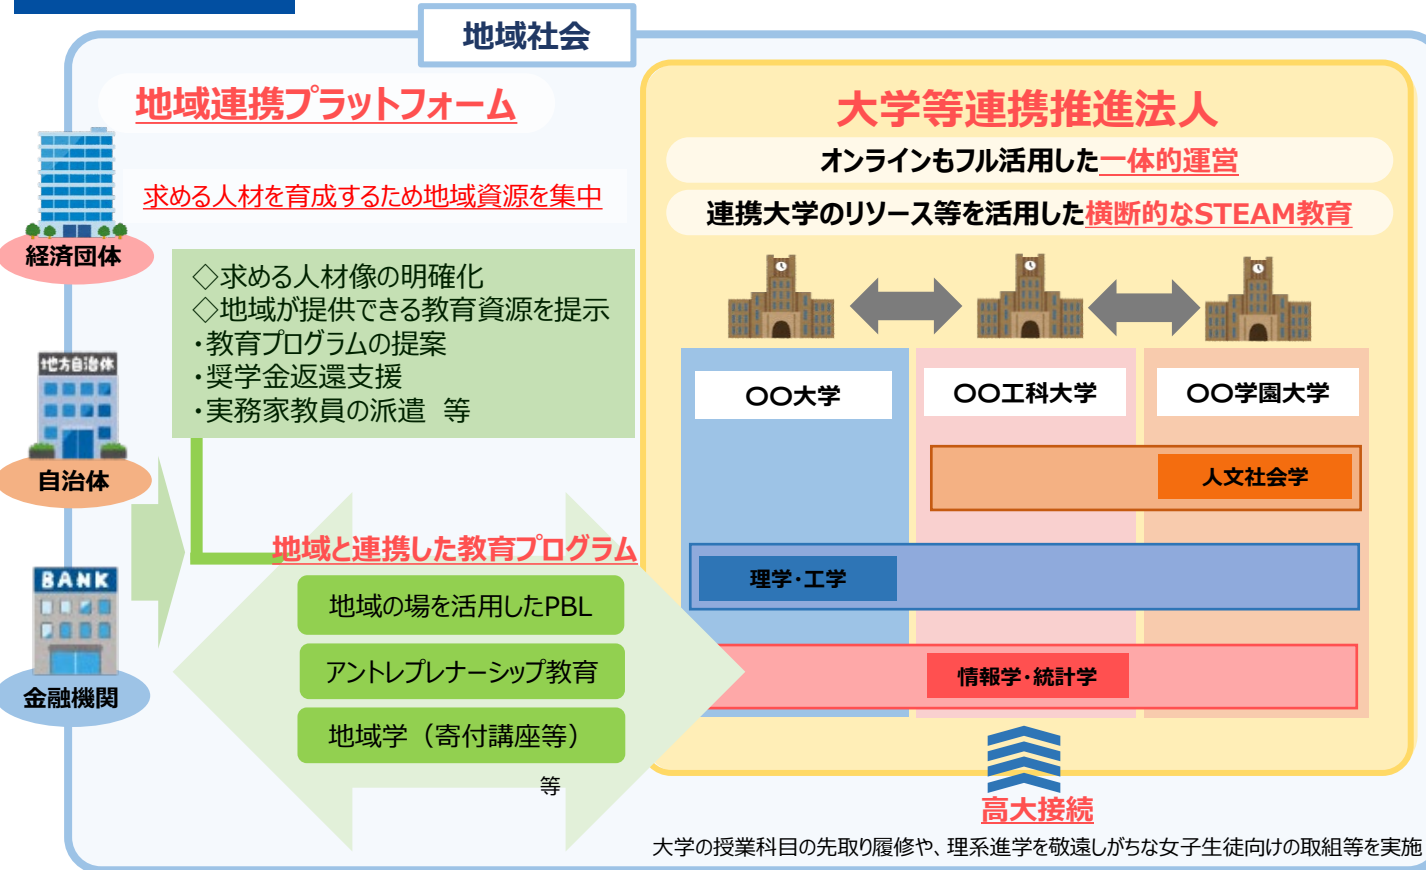 地域社会
地域連携プラットフォーム
求める人材を育成するため地域資源を集中
経済団体
◇求める人材像の明確化
◇地域が提供できる教育資源を提示
・教育プログラムの提案
・奨学金返還支援
・実務家教員の派遣 等
地方自治体
自治体
BANK
金融機関
地域と連携した教育プログラム
地域の場を活用したPBL
アントレプレナーシップ教育
地域学（寄付講座等）
等
大学等連携推進法人
オンラインもフル活用した一体的運営
連携大学のリソース等を活用した横断的なSTEAM教育
〇〇大学
〇〇工科大学
〇〇学園大学
人文社会学
理学・工学
情報学・統計学
高大接続
大学の授業科目の先取り履修や、理系進学を敬遠しがちな女子生徒向けの取組等を実施